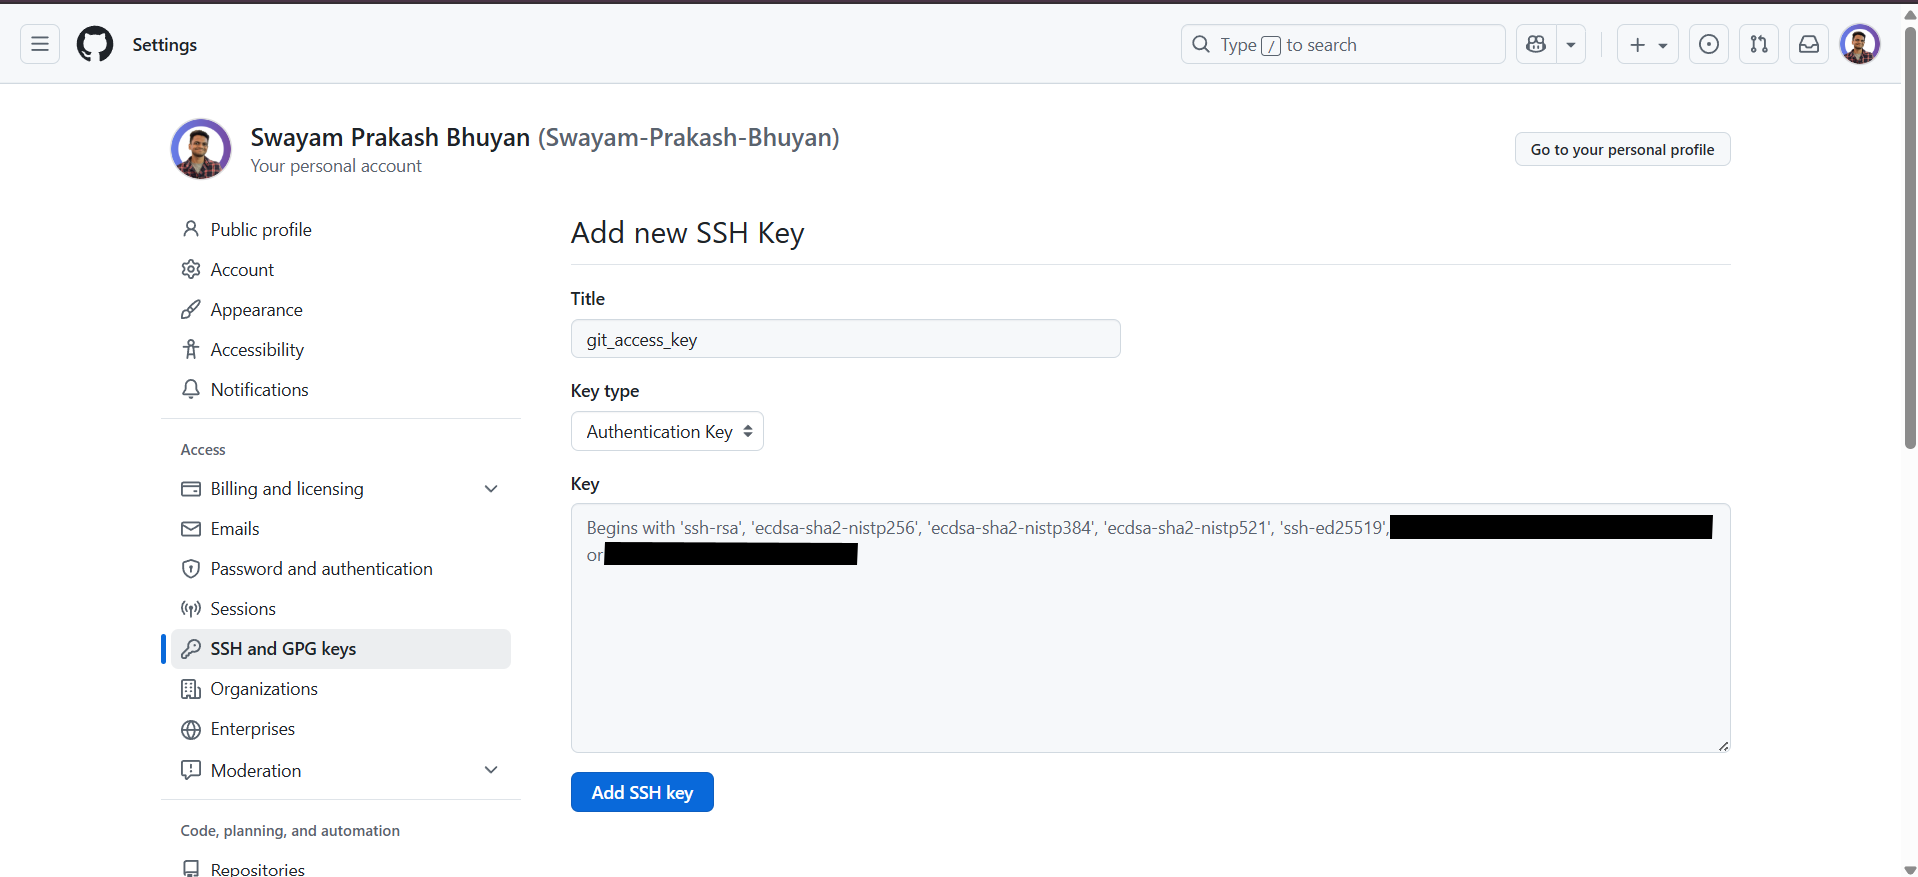 Settings
Type / to search
Swayam Prakash Bhuyan (Swayam-Prakash-Bhuyan)
Your personal account
Go to your personal profile
Public profile
Account
Appearance
Accessibility
Notifications
Access
Billing and licensing
Emails
Password and authentication
Sessions
SSH and GPG keys
Organizations
Enterprises
Moderation
Code, planning, and automation
Repositories
Add new SSH Key
Title
git_access_key
Key type
Authentication Key
Key
Begins with 'ssh-rsa', 'ecdsa-sha2-nistp256', 'ecdsa-sha2-nistp384', 'ecdsa-sha2-nistp521', 'ssh-ed25519',
or
Add SSH key